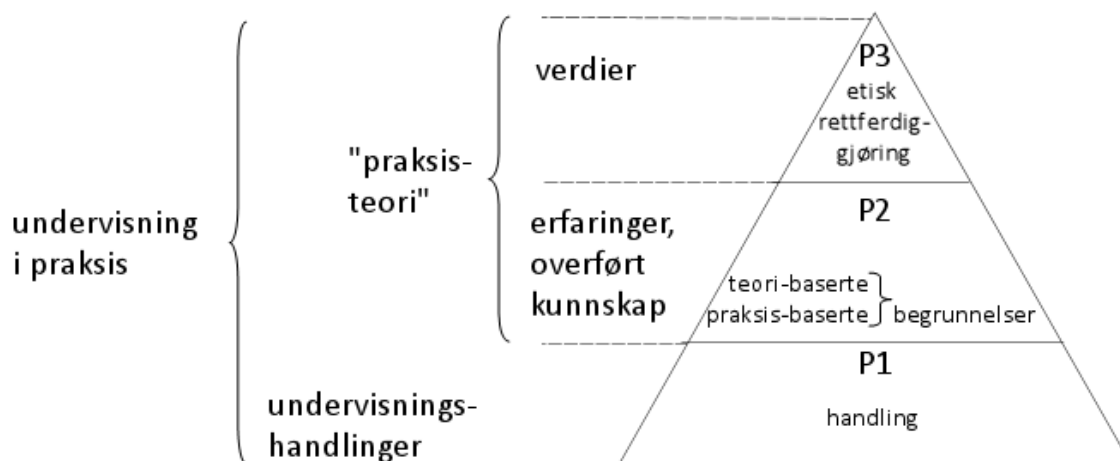 undervisning
i praksis
"praksis-
teori"
undervisnings-
handlinger
verdier
erfaringer,
overført
kunnskap
P3
etisk
rettferdig-
gjøring
P2
teori-baserte
praksis-baserte
begrunnelser
P1
handling